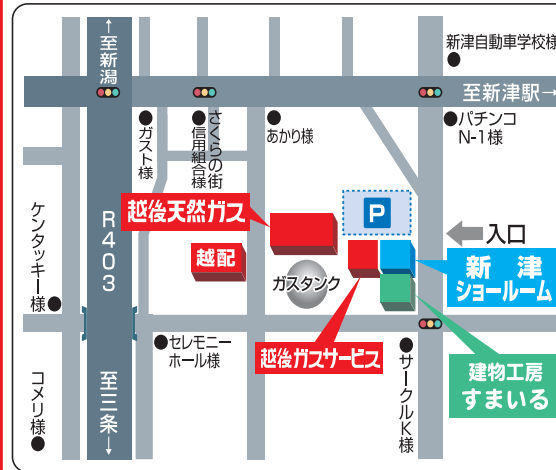 ↑至新潟
新津自動車学校様
至新津駅→
ガスト様
さくらの街
信用組合様
あかり様
パチンコ
N-1様
越後天然ガス
P
ケンタッキー様
R403
越配
入口
ガスタンク
新津
ショールーム
セレモニー
ホール様
越後ガスサービス
サークルK様
建物工房
すまいる
コメリ様
至三条↓